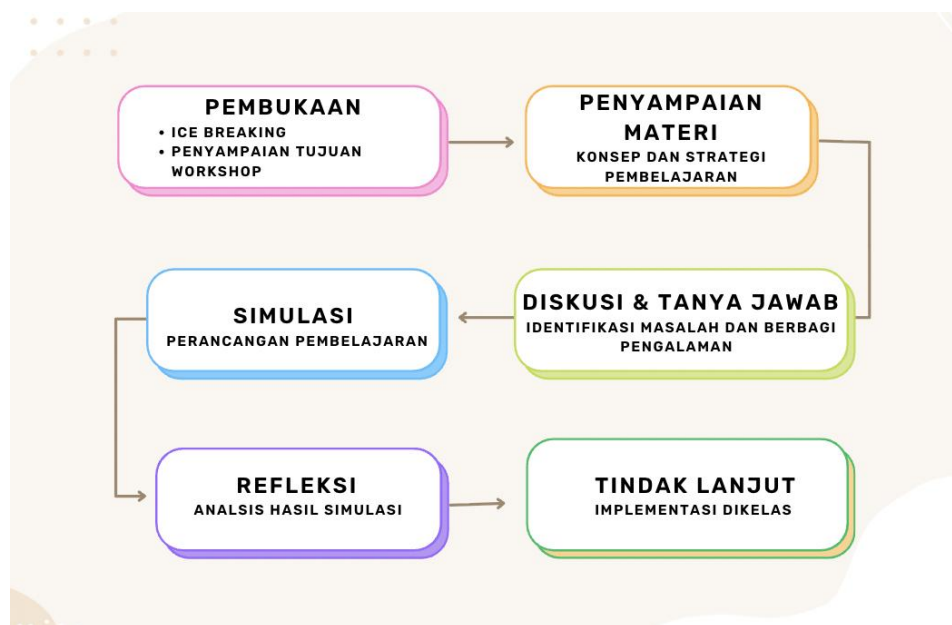 PEMBUKAAN
• ICE BREAKING
• PENYAMPAIAN TUJUAN
WORKSHOP
PENYAMPAIAN
MATERI
KONSEP DAN STRATEGI
PEMBELAJARAN
DISKUSI & TANYA JAWAB
IDENTIFIKASI MASALAH DAN BERBAGI
PENGALAMAN
SIMULASI
PERANCANGAN PEMBELAJARAN
REFLEKSI
ANALSIS HASIL SIMULASI
TINDAK LANJUT
IMPLEMENTASI DIKELAS